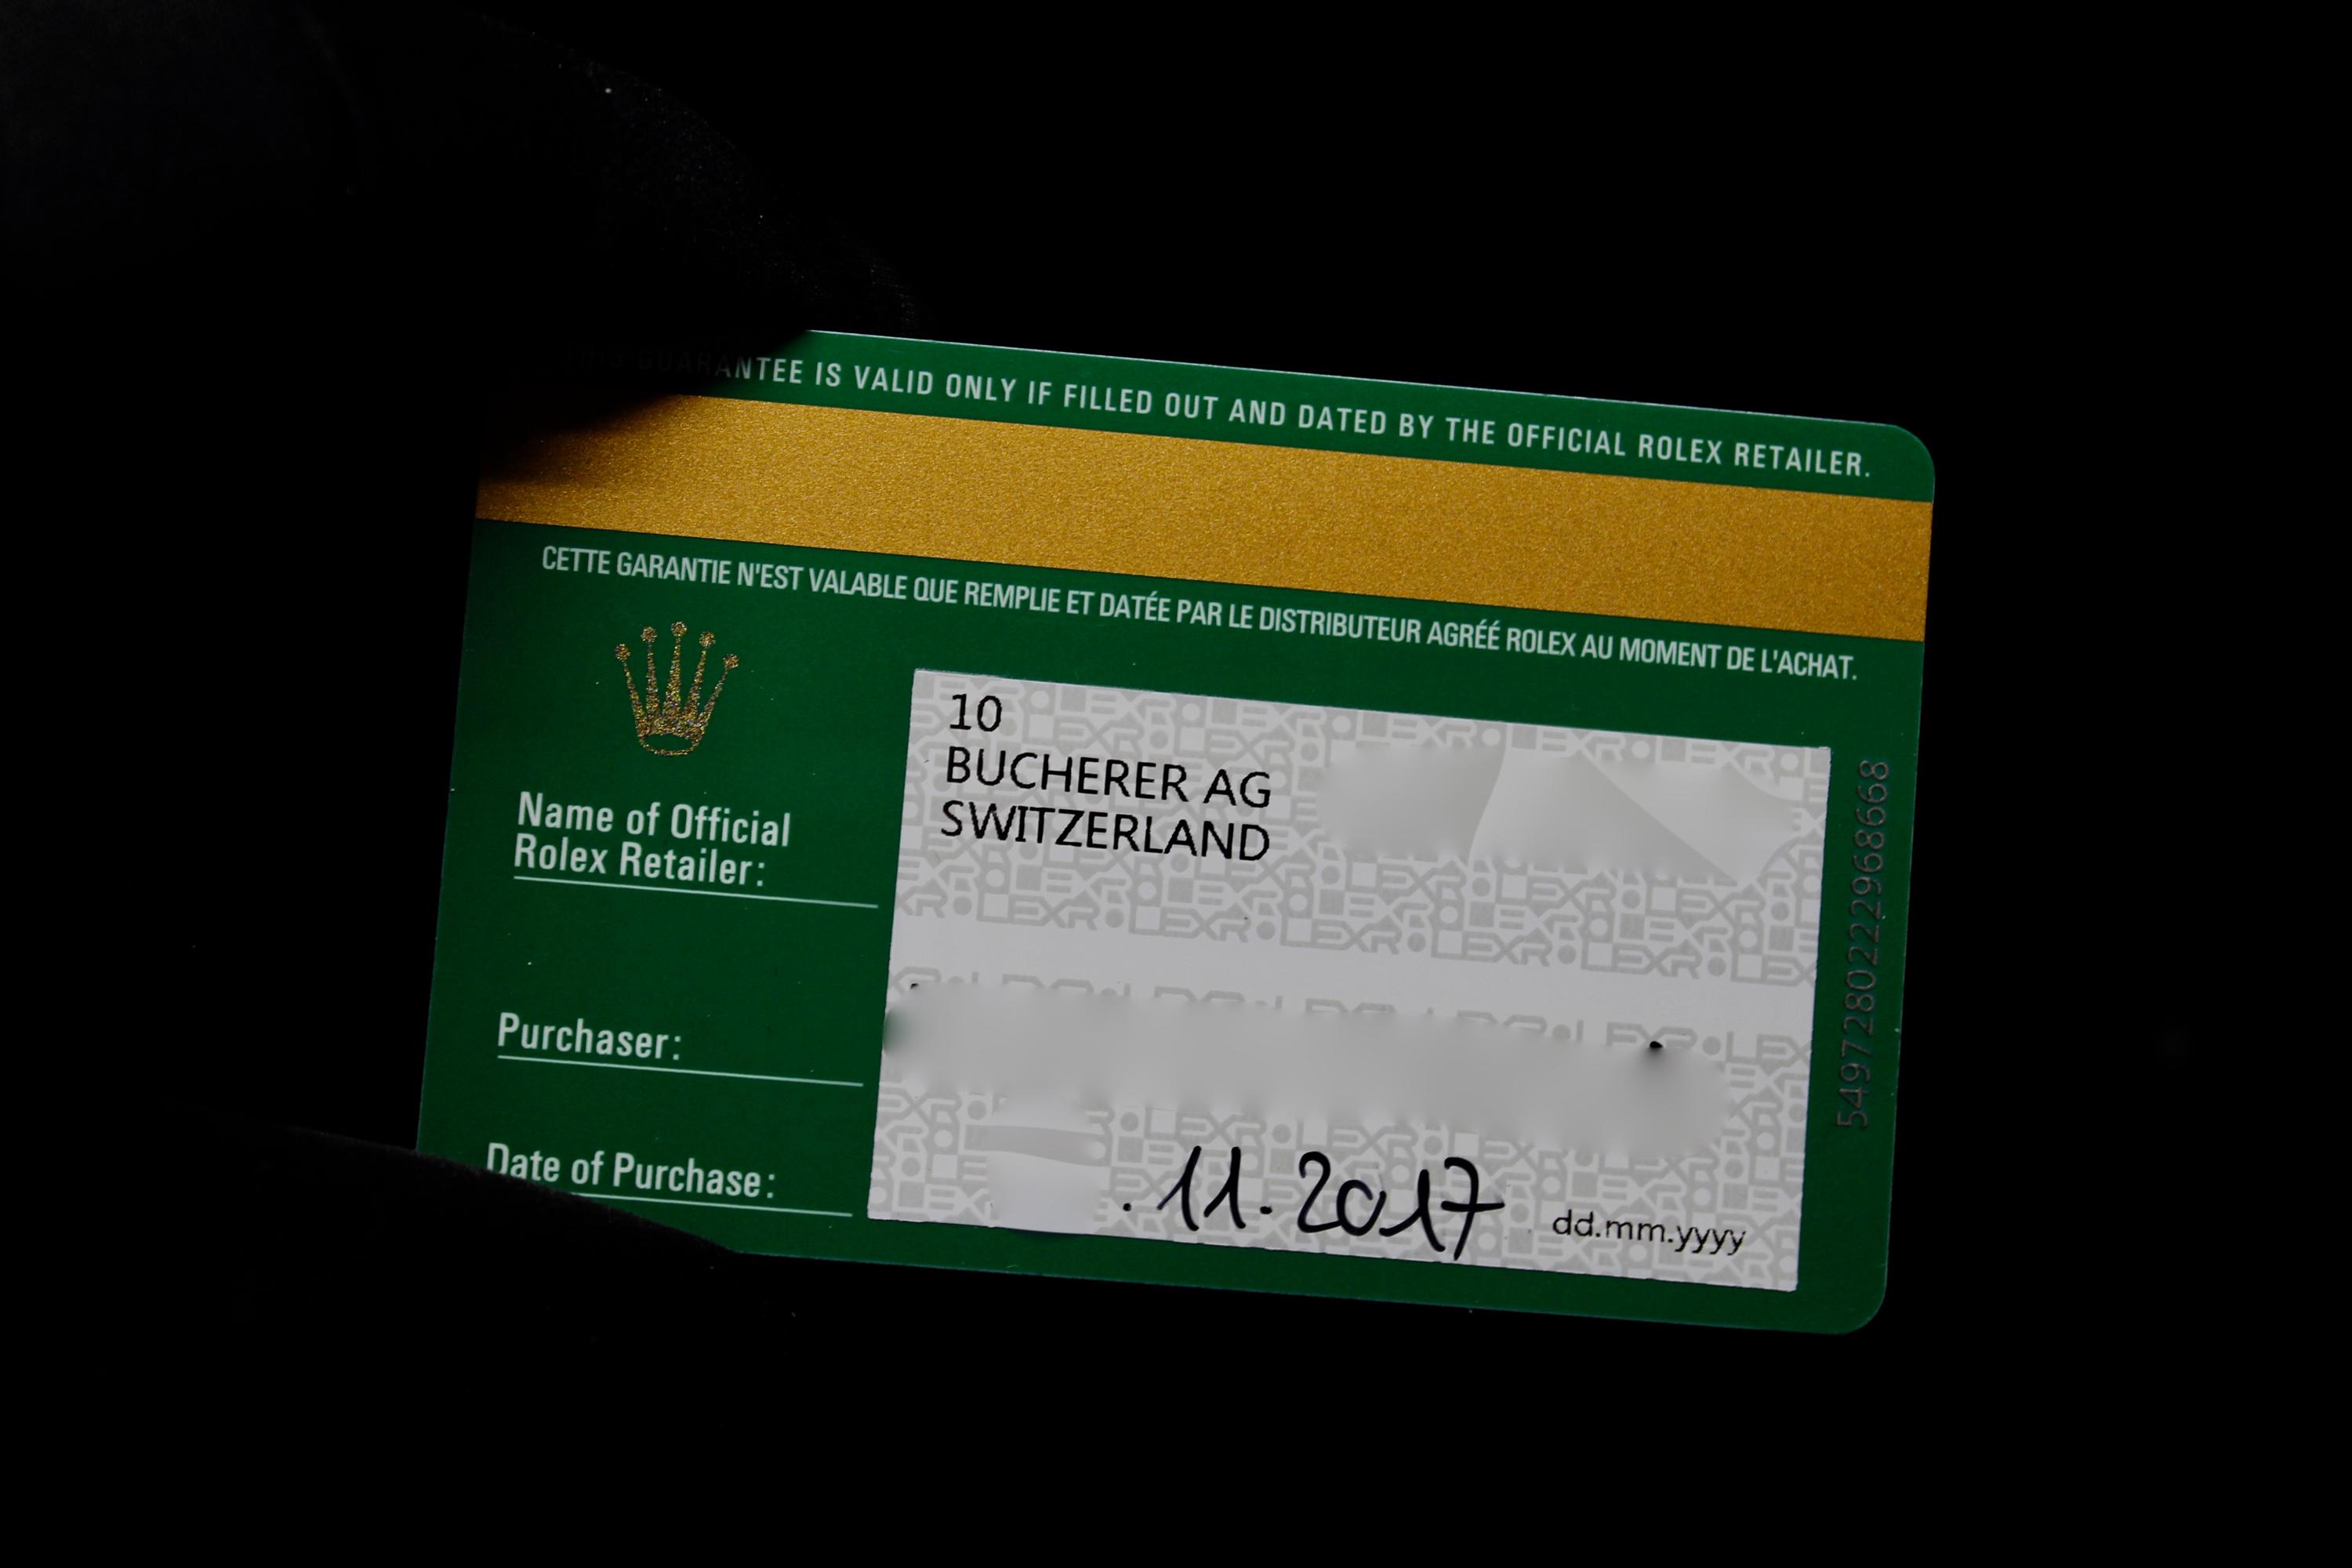 THIS GUARANTEE IS VALID ONLY IF FILLED OUT AND DATED BY THE OFFICIAL ROLEX RETAILER.
CETTE GARANTIE N'EST VALABLE QUE REMPLIE ET DATÉE PAR LE DISTRIBUTEUR AGRÉÉ ROLEX AU MOMENT DE L'ACHAT.
10
BUCHERER AG
SWITZERLAND
Name of Official
Rolex Retailer:
Purchaser:
Date of Purchase:
.11.2017
dd.mm.yyyy
5497280222968668